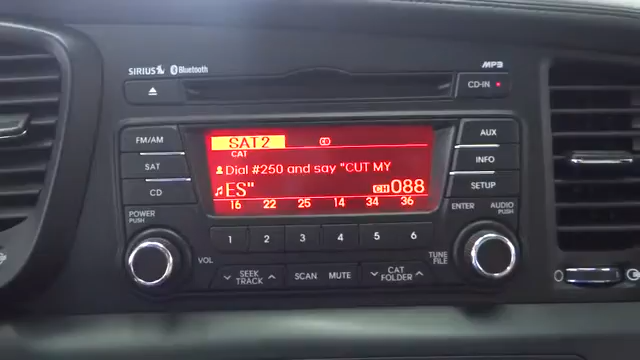 SIRIUS Bluetooth
MP3
CD-IN
FM/AM
SAT
CD
SAT2
CAT
Dial #250 and say "CUT MY
ES"
CH 088
16 22 25 14 34 36
AUX
INFO
SETUP
POWER
PUSH
VOL
1 2 3 4 5 6
ENTER
AUDIO
PUSH
TUNE
FILE
SEEK
TRACK
SCAN MUTE
CAT
FOLDER